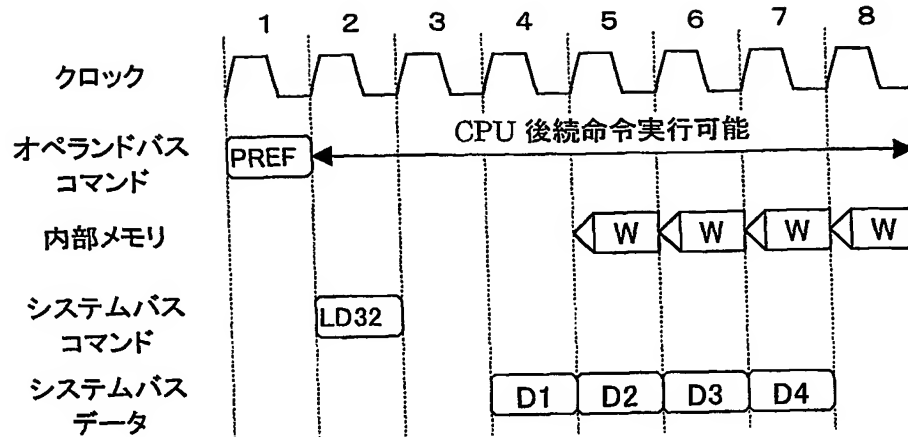 1 2 3 4 5 6 7 8
クロック
CPU 後続命令実行可能
オペランドバス
コマンド
PREF
内部メモリ
W W W W
システムバス
コマンド
LD32
システムバス
データ
D1 D2 D3 D4